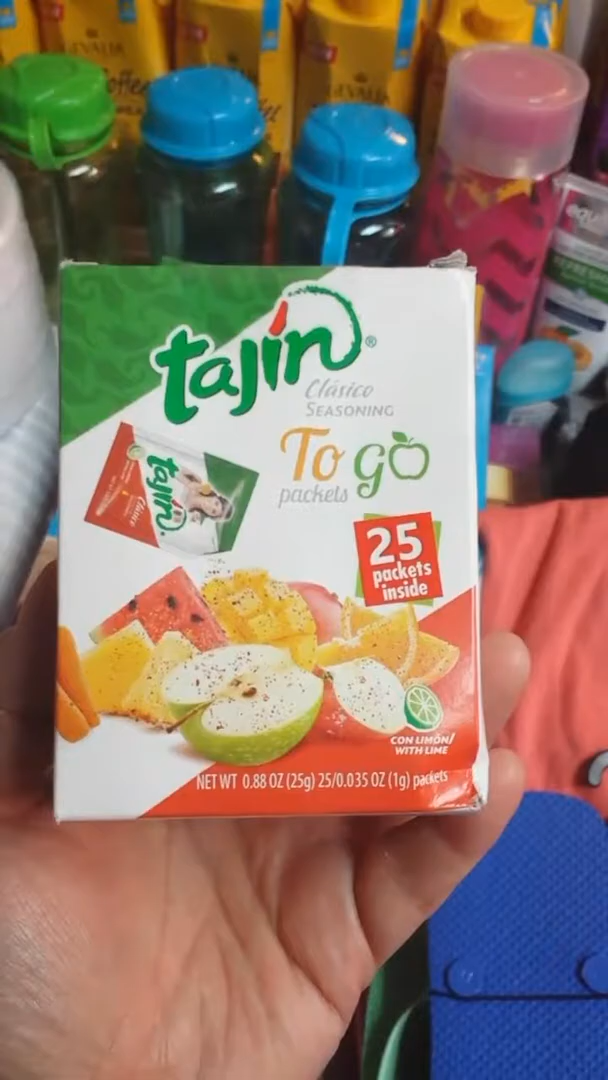 GEVALIA
tajín®
Clásico
SEASONING
To go
packets
tajín
25
packets
inside
CON LIMÓN/
WITH LIME
NET WT 0.88 OZ (25g) 25/0.035 OZ (1g) packets